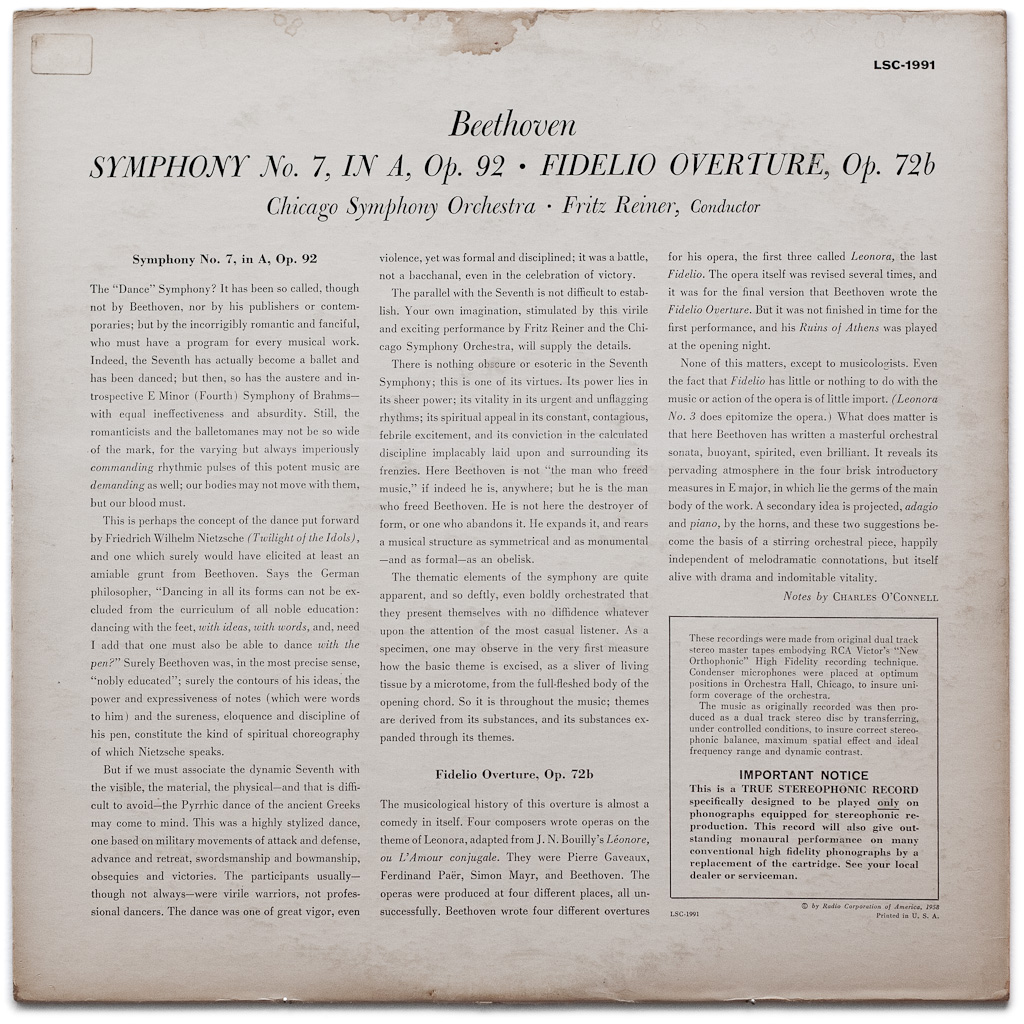 LSC-1991
Beethoven
SYMPHONY No. 7, IN A, Op. 92 • FIDELIO OVERTURE, Op. 72b
Chicago Symphony Orchestra • Fritz Reiner, Conductor
Symphony No. 7, in A, Op. 92
The “Dance” Symphony? It has been so called, though
not by Beethoven, nor by his publishers or contem-
poraries; but by the incorrigibly romantic and fanciful,
who must have a program for every musical work.
Indeed, the Seventh has actually become a ballet and
has been danced; but then, so has the austere and in-
trospective E Minor (Fourth) Symphony of Brahms—
with equal ineffectiveness and absurdity. Still, the
romanticists and the balletomanes may not be so wide
of the mark, for the varying but always imperiously
commanding rhythmic pulses of this potent music are
demanding as well; our bodies may not move with them,
but our blood must.
This is perhaps the concept of the dance put forward
by Friedrich Wilhelm Nietzsche (Twilight of the Idols),
and one which surely would have elicited at least an
amiable grunt from Beethoven. Says the German
philosopher, “Dancing in all its forms can not be ex-
cluded from the curriculum of all noble education:
dancing with the feet, with ideas, with words, and, need
I add that one must also be able to dance with the
pen?” Surely Beethoven was, in the most precise sense,
“nobly educated”; surely the contours of his ideas, the
power and expressiveness of notes (which were words
to him) and the sureness, eloquence and discipline of
his pen, constitute the kind of spiritual choreography
of which Nietzsche speaks.
But if we must associate the dynamic Seventh with
the visible, the material, the physical—and that is diffi-
cult to avoid—the Pyrrhic dance of the ancient Greeks
may come to mind. This was a highly stylized dance,
one based on military movements of attack and defense,
advance and retreat, swordsmanship and bowmanship,
obsequies and victories. The participants usually—
though not always—were virile warriors, not profes-
sional dancers. The dance was one of great vigor, even
violence, yet was formal and disciplined; it was a battle,
not a bacchanal, even in the celebration of victory.
The parallel with the Seventh is not difficult to estab-
lish. Your own imagination, stimulated by this virile
and exciting performance by Fritz Reiner and the Chi-
cago Symphony Orchestra, will supply the details.
There is nothing obscure or esoteric in the Seventh
Symphony; this is one of its virtues. Its power lies in
its sheer power; its vitality in its urgent and unflagging
rhythms; its spiritual appeal in its constant, contagious,
febrile excitement, and its conviction in the calculated
discipline implacably laid upon and surrounding its
frenzies. Here Beethoven is not “the man who freed
music,” if indeed he is, anywhere; but he is the man
who freed Beethoven. He is not here the destroyer of
form, or one who abandons it. He expands it, and rears
a musical structure as symmetrical and as monumental
—and as formal—as an obelisk.
The thematic elements of the symphony are quite
apparent, and so deftly, even boldly orchestrated that
they present themselves with no diffidence whatever
upon the attention of the most casual listener. As a
specimen, one may observe in the very first measure
how the basic theme is excised, as a sliver of living
tissue by a microtome, from the full-fleshed body of the
opening chord. So it is throughout the music; themes
are derived from its substances, and its substances ex-
panded through its themes.
Fidelio Overture, Op. 72b
The musicological history of this overture is almost a
comedy in itself. Four composers wrote operas on the
theme of Leonora, adapted from J. N. Bouilly’s Léonore,
ou L’Amour conjugale. They were Pierre Gaveaux,
Ferdinand Paër, Simon Mayr, and Beethoven. The
operas were produced at four different places, all un-
successfully. Beethoven wrote four different overtures
for his opera, the first three called Leonora, the last
Fidelio. The opera itself was revised several times, and
it was for the final version that Beethoven wrote the
Fidelio Overture. But it was not finished in time for the
first performance, and his Ruins of Athens was played
at the opening night.
None of this matters, except to musicologists. Even
the fact that Fidelio has little or nothing to do with the
music or action of the opera is of little import. (Leonora
No. 3 does epitomize the opera.) What does matter is
that here Beethoven has written a masterful orchestral
sonata, buoyant, spirited, even brilliant. It reveals its
pervading atmosphere in the four brisk introductory
measures in E major, in which lie the germs of the main
body of the work. A secondary idea is projected, adagio
and piano, by the horns, and these two suggestions be-
come the basis of a stirring orchestral piece, happily
independent of melodramatic connotations, but itself
alive with drama and indomitable vitality.
Notes by CHARLES O’CONNELL
These recordings were made from original dual track
stereo master tapes embodying RCA Victor’s “New
Orthophonic” High Fidelity recording technique.
Condenser microphones were placed at optimum
positions in Orchestra Hall, Chicago, to insure uni-
form coverage of the orchestra.
The music as originally recorded was then pro-
duced as a dual track stereo disc by transferring,
under controlled conditions, to insure correct stereo-
phonic balance, maximum spatial effect and ideal
frequency range and dynamic contrast.
IMPORTANT NOTICE
This is a TRUE STEREOPHONIC RECORD
specifically designed to be played only on
phonographs equipped for stereophonic re-
production. This record will also give out-
standing monaural performance on many
conventional high fidelity phonographs by a
replacement of the cartridge. See your local
dealer or serviceman.
© by Radio Corporation of America, 1958
LSC-1991 Printed in U. S. A.